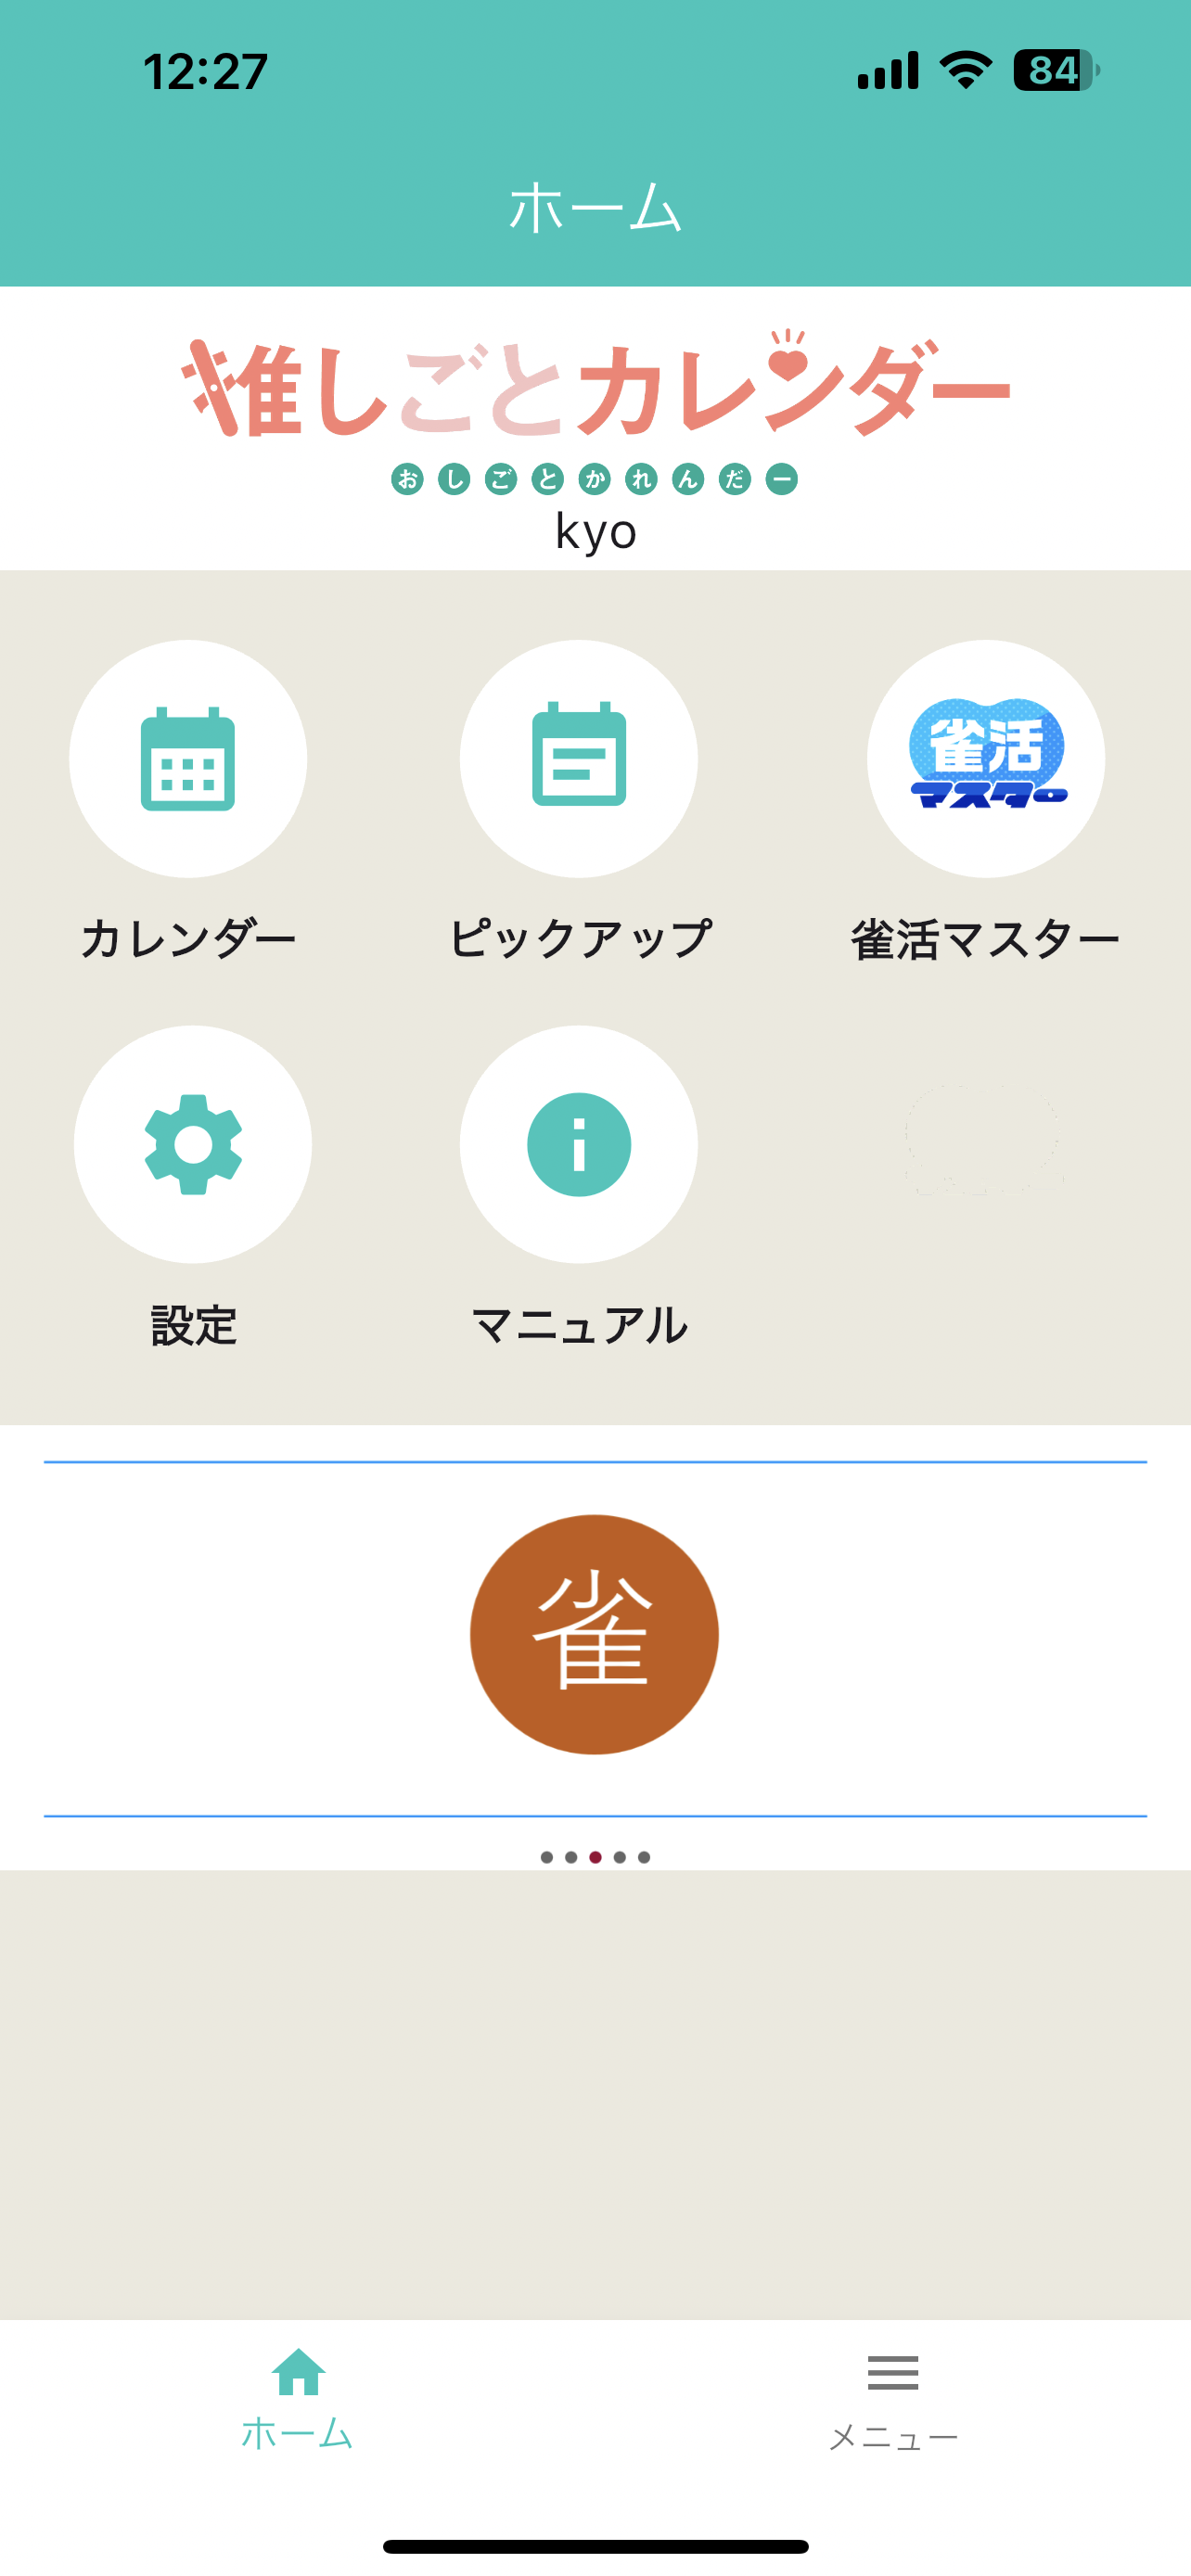 12:27
84
ホーム
推しごとカレンダー
おしごとかれんだー
kyo
雀活
マスター
カレンダー
ピックアップ
雀活マスター
設定
マニュアル
雀
ホーム
メニュー